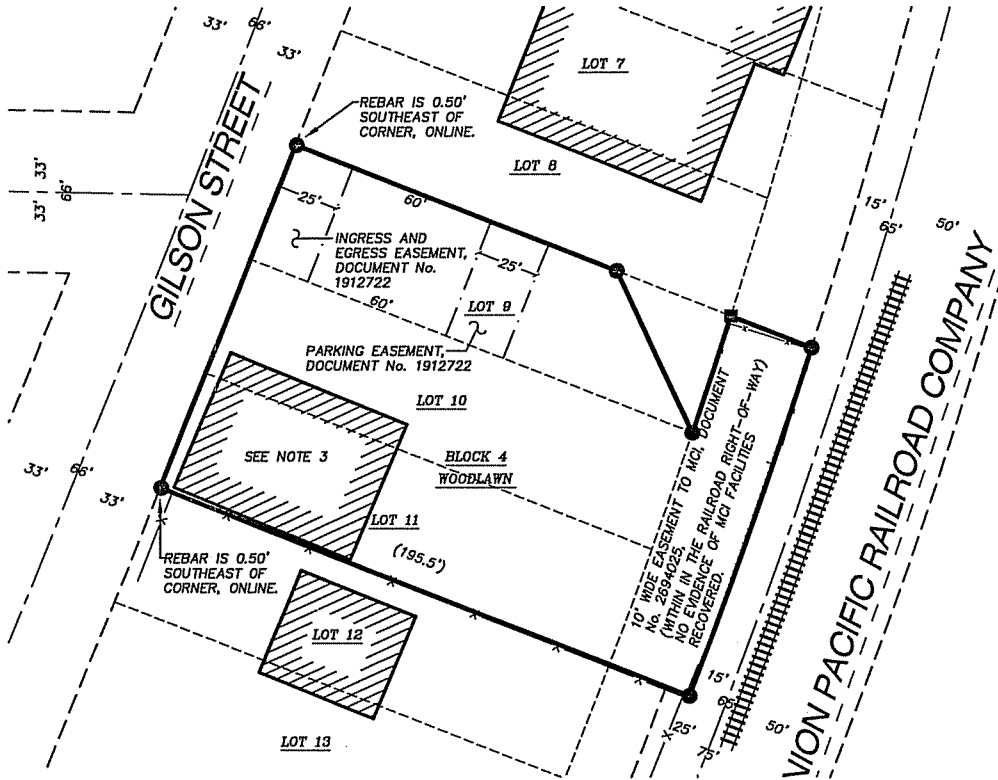 33'
66'
33'
LOT 7
REBAR IS 0.50'
SOUTHEAST OF
CORNER, ONLINE.
LOT 8
GILSON STREET
33'
66'
33'
25'
60'
15'
65'
50'
INGRESS AND
EGRESS EASEMENT,
DOCUMENT No.
1912722
25'
60'
LOT 9
PARKING EASEMENT,
DOCUMENT No. 1912722
LOT 10
SEE NOTE 3
BLOCK 4
WOODLAWN
33'
66'
33'
LOT 11
(195.5')
REBAR IS 0.50'
SOUTHEAST OF
CORNER, ONLINE.
10' WIDE EASEMENT TO MCI, DOCUMENT
No. 2694025,
(WITHIN IN THE RAILROAD RIGHT-OF-WAY)
NO EVIDENCE OF MCI FACILITIES
RECOVERED.
NION PACIFIC RAILROAD COMPANY
LOT 12
15'
65'
50'
25'
75'
LOT 13